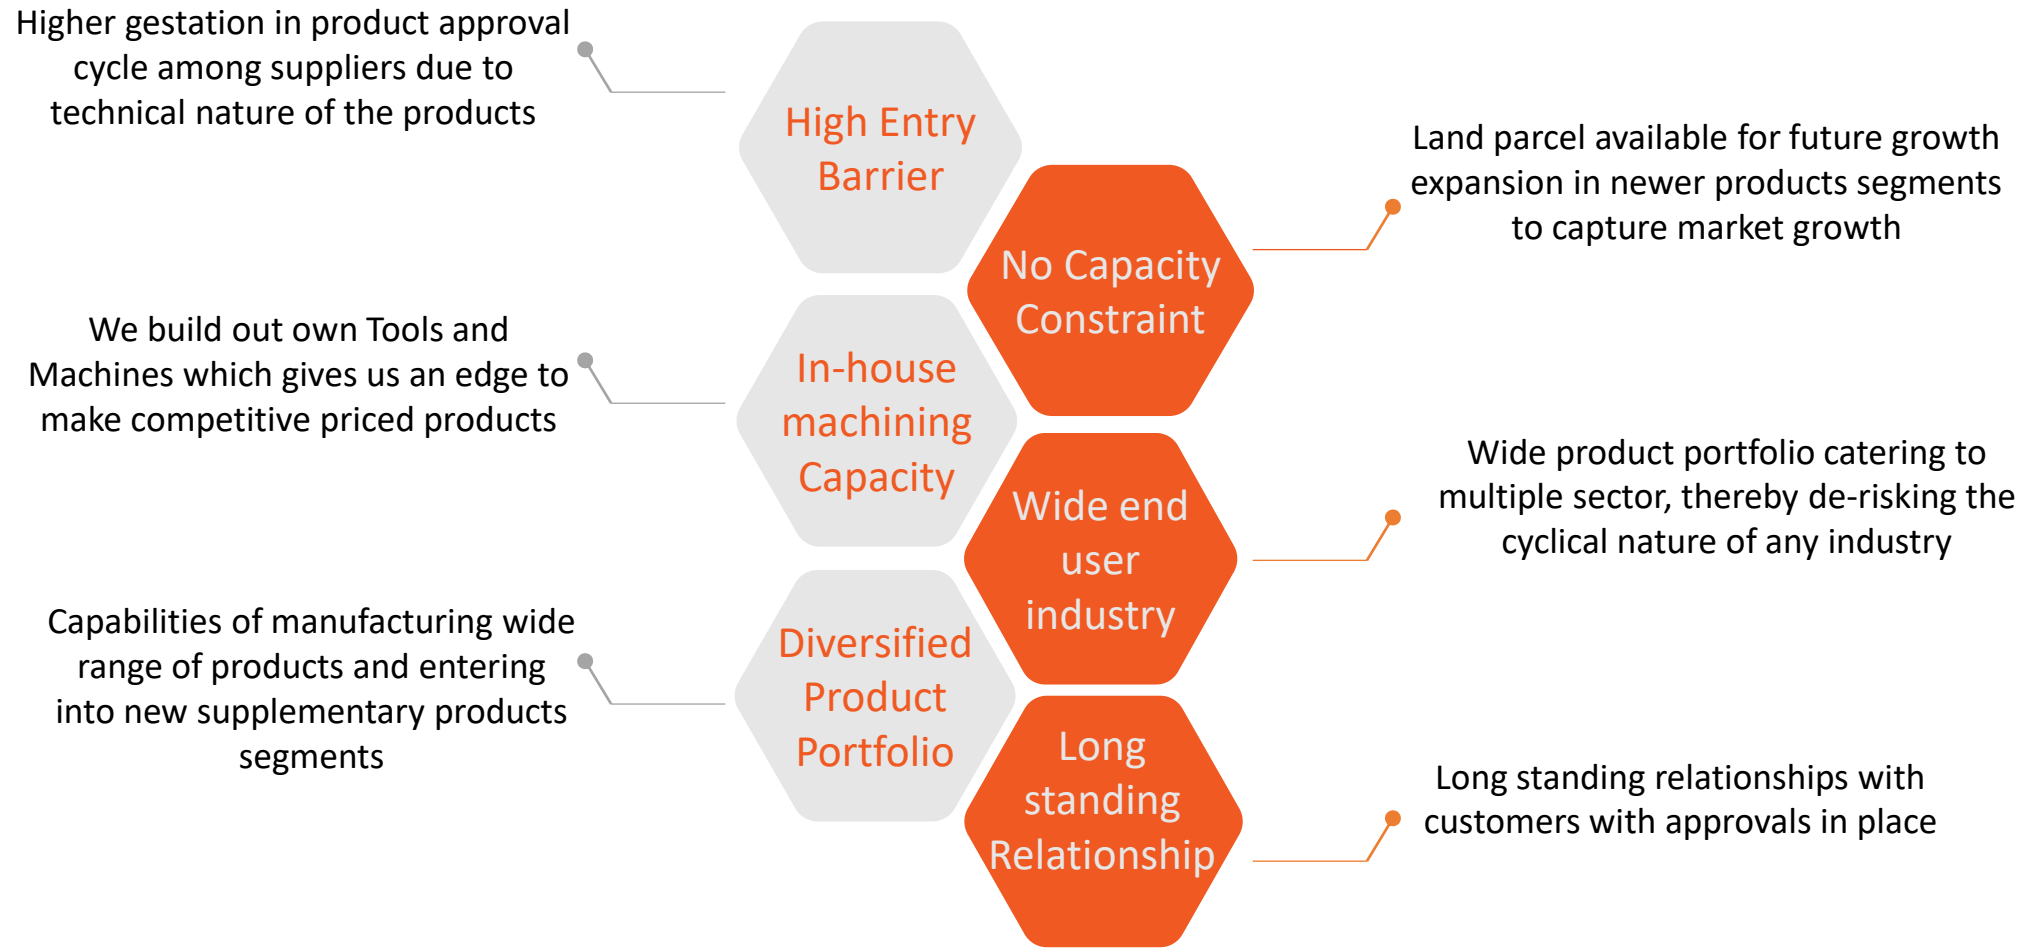 Higher gestation in product approval
cycle among suppliers due to
technical nature of the products
High Entry
Barrier
Land parcel available for future growth
expansion in newer products segments
to capture market growth
No Capacity
Constraint
We build out own Tools and
Machines which gives us an edge to
make competitive priced products
In-house
machining
Capacity
Wide product portfolio catering to
multiple sector, thereby de-risking the
cyclical nature of any industry
Wide end
user
industry
Capabilities of manufacturing wide
range of products and entering
into new supplementary products
segments
Diversified
Product
Portfolio
Long
standing
Relationship
Long standing relationships with
customers with approvals in place